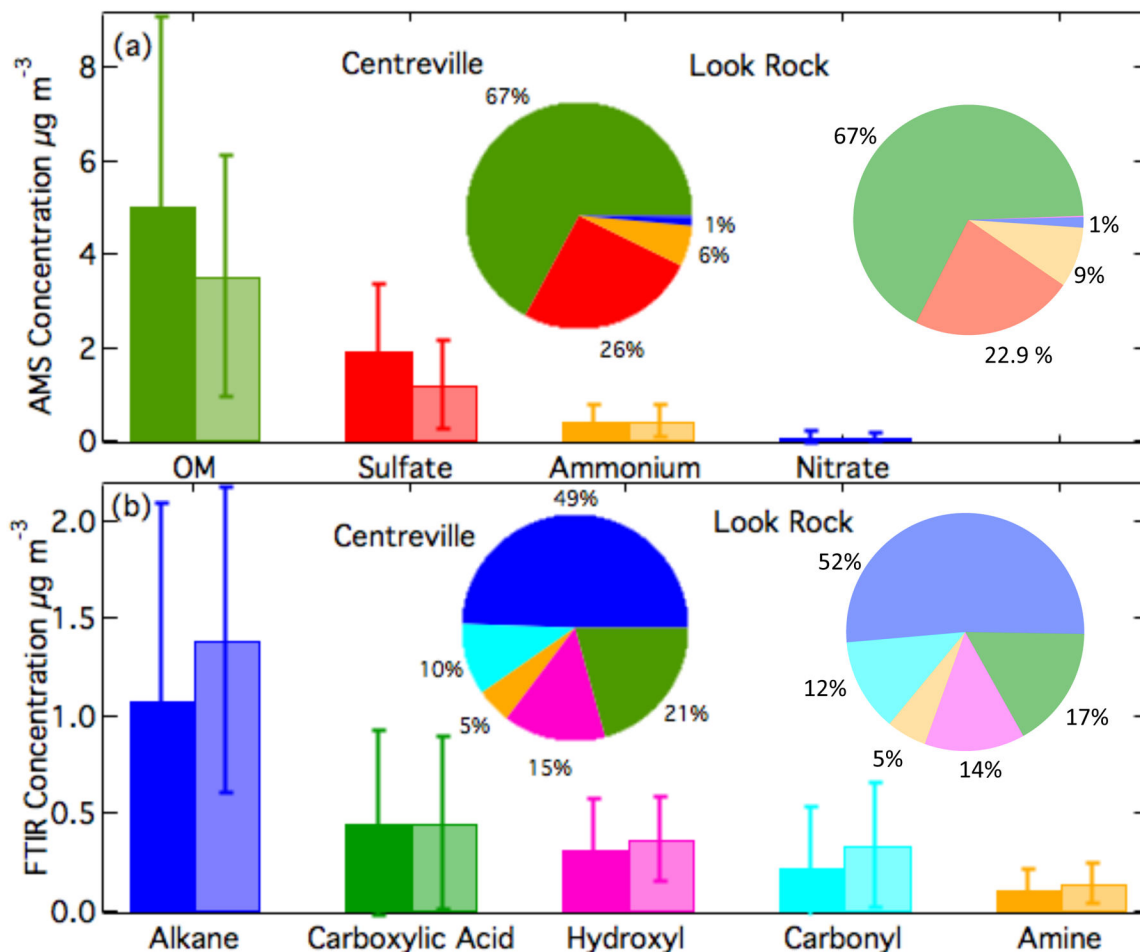 (a)
Centreville
Look Rock
AMS Concentration µg m⁻³
8
6
4
2
0
67%
1%
6%
26%
67%
1%
9%
22.9 %
OM
Sulfate
Ammonium
Nitrate
(b)
Centreville
Look Rock
FTIR Concentration µg m⁻³
2.0
1.5
1.0
0.5
0.0
49%
10%
5%
15%
21%
52%
12%
5%
14%
17%
Alkane
Carboxylic Acid
Hydroxyl
Carbonyl
Amine